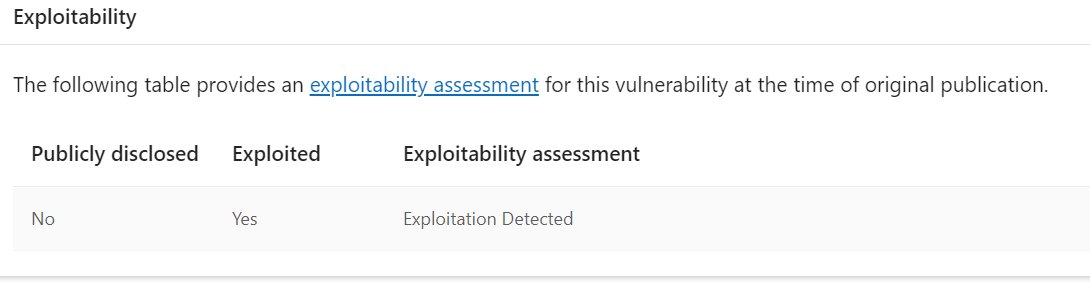 Exploitability
The following table provides an exploitability assessment for this vulnerability at the time of original publication.
Publicly disclosed Exploited Exploitability assessment
No Yes Exploitation Detected